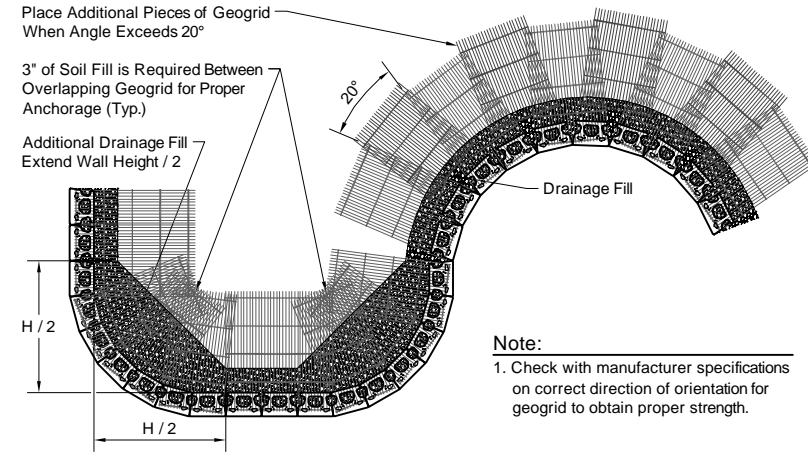 Place Additional Pieces of Geogrid
When Angle Exceeds 20°
3" of Soil Fill is Required Between
Overlapping Geogrid for Proper
Anchorage (Typ.)
Additional Drainage Fill
Extend Wall Height / 2
20°
Drainage Fill
H / 2
H / 2
Note:
1. Check with manufacturer specifications
on correct direction of orientation for
geogrid to obtain proper strength.